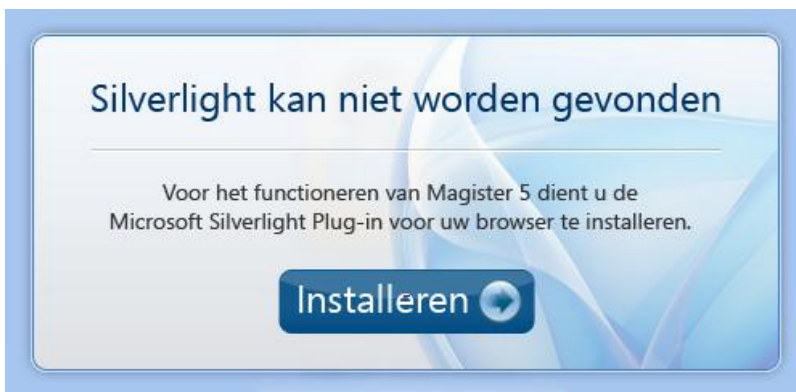 Silverlight kan niet worden gevonden
Voor het functioneren van Magister 5 dient u de
Microsoft Silverlight Plug-in voor uw browser te installeren.
Installeren